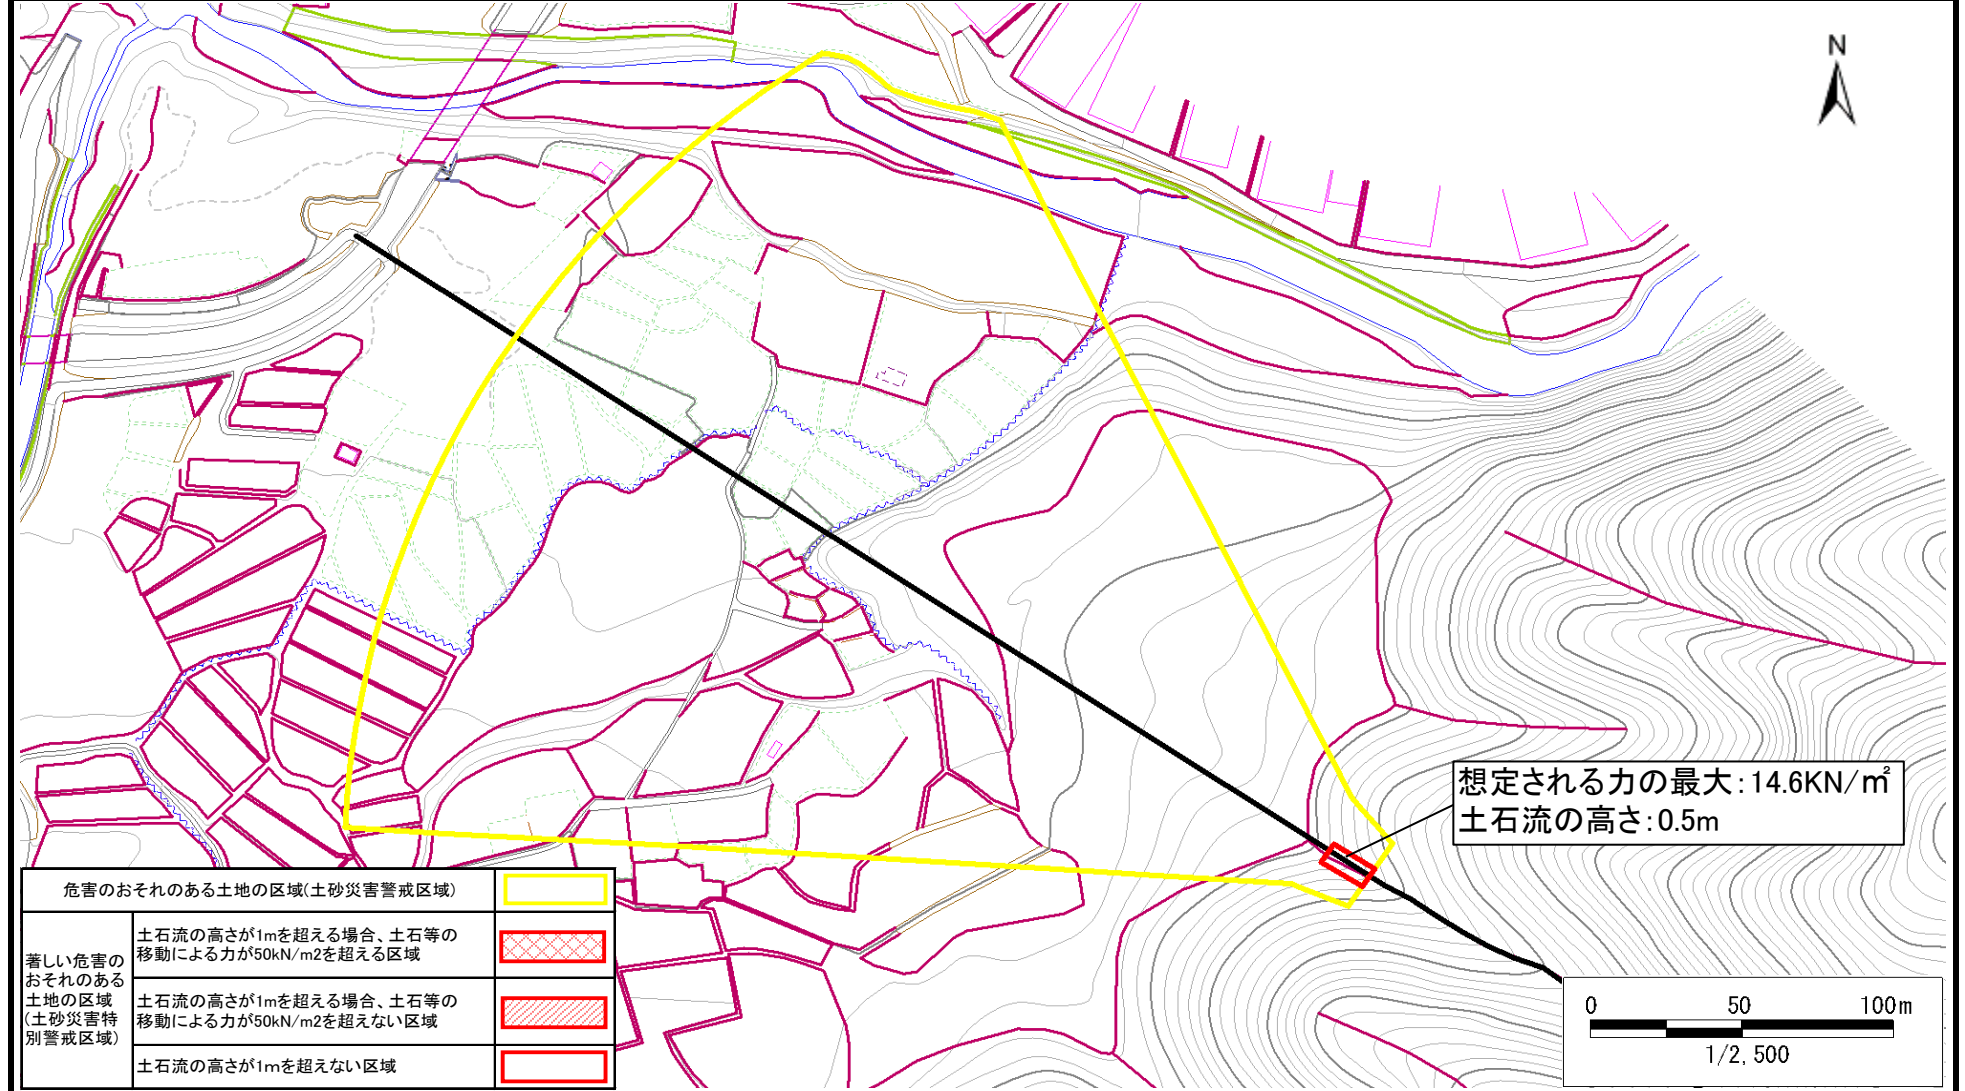 N
想定される力の最大:14.6KN/㎡
土石流の高さ:0.5m
危害のおそれのある土地の区域(土砂災害警戒区域)
著しい危害の
おそれのある
土地の区域
(土砂災害特
別警戒区域)
土石流の高さが1mを超える場合、土石等の
移動による力が50kN/m2を超える区域
土石流の高さが1mを超える場合、土石等の
移動による力が50kN/m2を超えない区域
土石流の高さが1mを超えない区域
0 50 100m
1/2,500